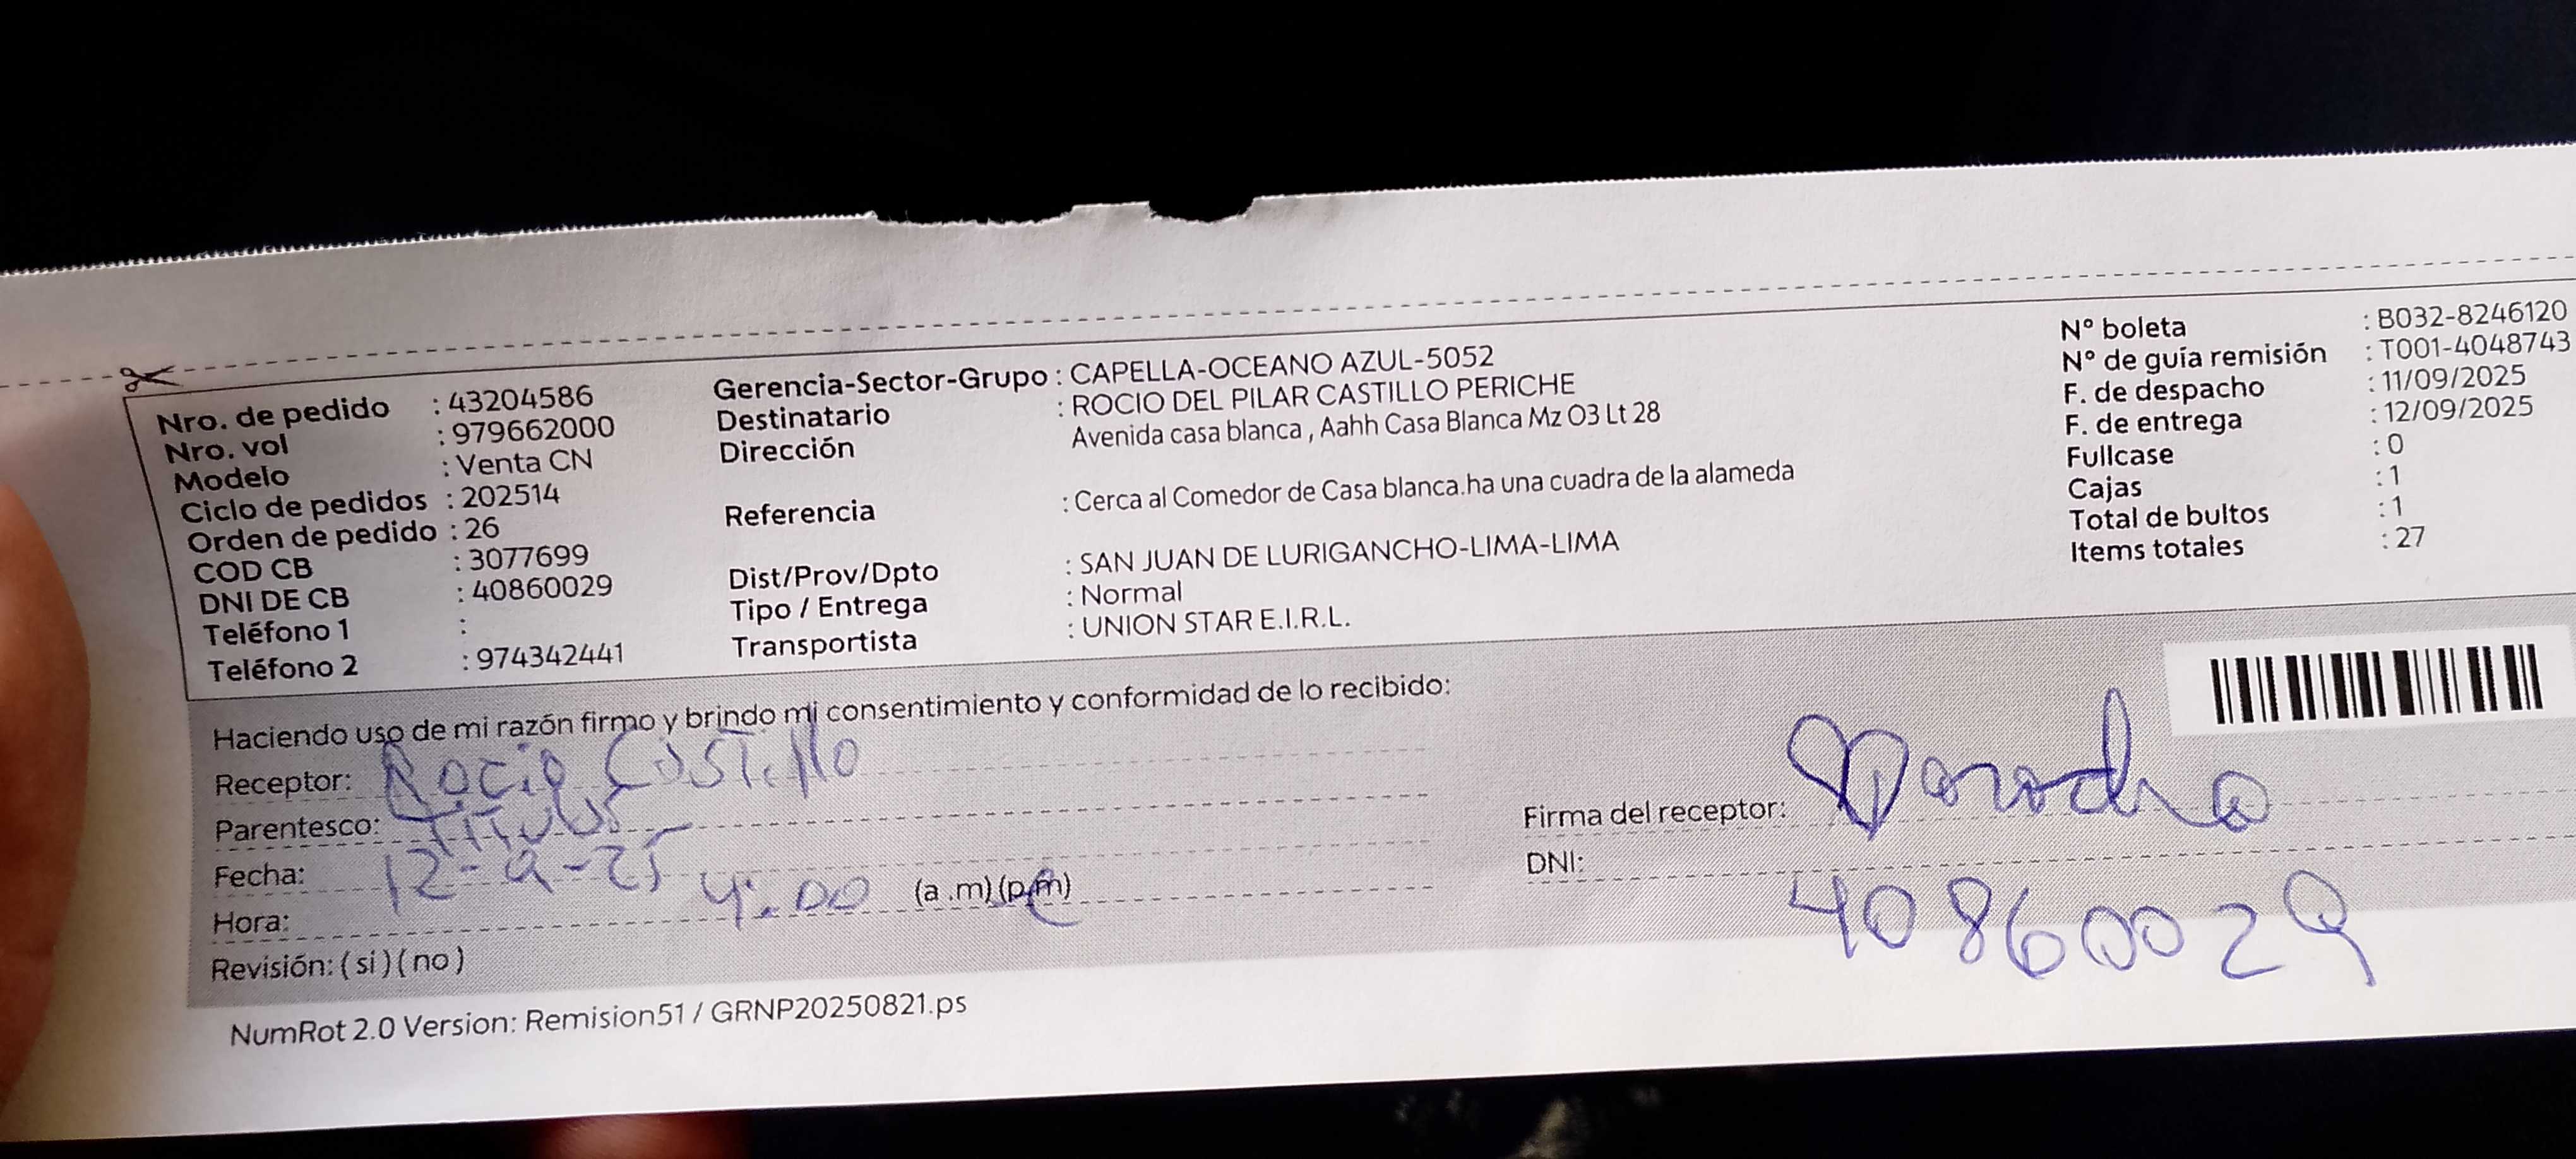 Nro. de pedido : 43204586
Nro. vol : 979662000
Modelo : Venta CN
Ciclo de pedidos : 202514
Orden de pedido : 26
COD CB : 3077699
DNI DE CB : 40860029
Teléfono 1 :
Teléfono 2 : 974342441
Gerencia-Sector-Grupo : CAPELLA-OCEANO AZUL-5052
Destinatario : ROCIO DEL PILAR CASTILLO PERICHE
Dirección Avenida casa blanca , Aahh Casa Blanca Mz O3 Lt 28
Referencia : Cerca al Comedor de Casa blanca.ha una cuadra de la alameda
Dist/Prov/Dpto : SAN JUAN DE LURIGANCHO-LIMA-LIMA
Tipo / Entrega : Normal
Transportista : UNION STAR E.I.R.L.
N° boleta : B032-8246120
N° de guía remisión : T001-4048743
F. de despacho : 11/09/2025
F. de entrega : 12/09/2025
Fullcase : 0
Cajas : 1
Total de bultos : 1
Items totales : 27
Haciendo uso de mi razón firmo y brindo mi consentimiento y conformidad de lo recibido:
Receptor: Rocio Castillo
Parentesco: Titular
Fecha: 12-9-25
Hora: 4:00 (a .m) (p.m)
Revisión: ( si ) ( no )
Firma del receptor:
DNI: 40860029
NumRot 2.0 Version: Remision51 / GRNP20250821.ps